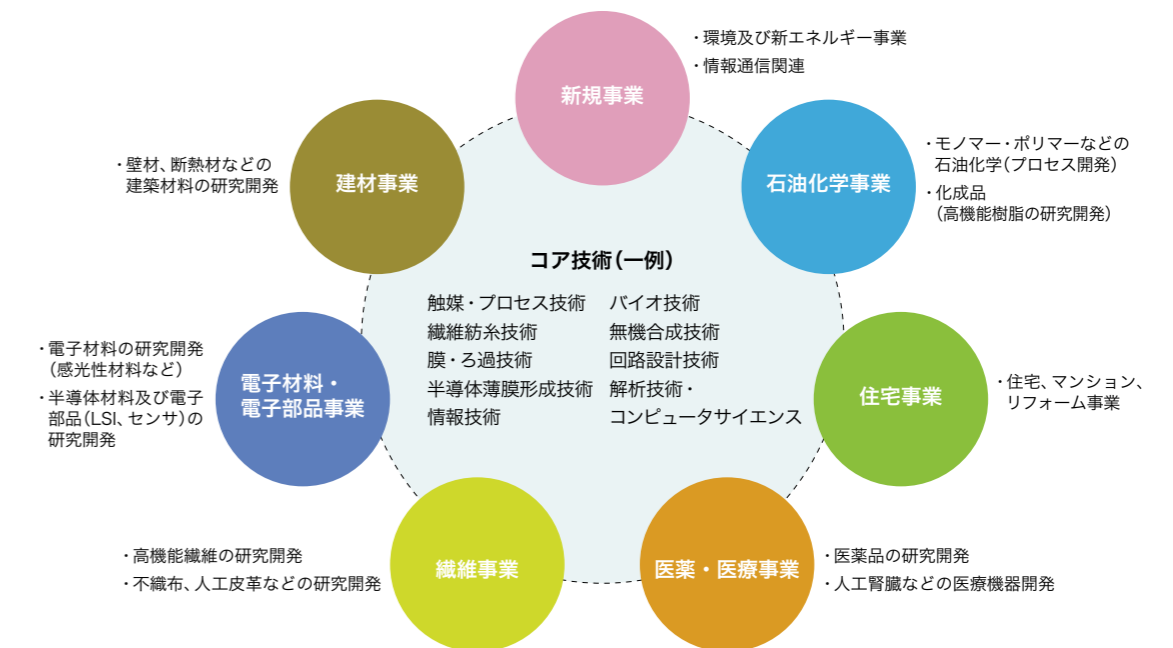 新規事業
・環境及び新エネルギー事業
・情報通信関連
石油化学事業
・モノマー・ポリマーなどの
石油化学(プロセス開発)
・化成品
(高機能樹脂の研究開発)
住宅事業
・住宅、マンション、
リフォーム事業
医薬・医療事業
・医薬品の研究開発
・人工腎臓などの医療機器開発
繊維事業
・高機能繊維の研究開発
・不織布、人工皮革などの研究開発
電子材料・
電子部品事業
・電子材料の研究開発
(感光性材料など)
・半導体材料及び電子
部品(LSI、センサ)の
研究開発
建材事業
・壁材、断熱材などの
建築材料の研究開発
コア技術(一例)
触媒・プロセス技術
繊維紡糸技術
膜・ろ過技術
半導体薄膜形成技術
情報技術
バイオ技術
無機合成技術
回路設計技術
解析技術・
コンピュータサイエンス